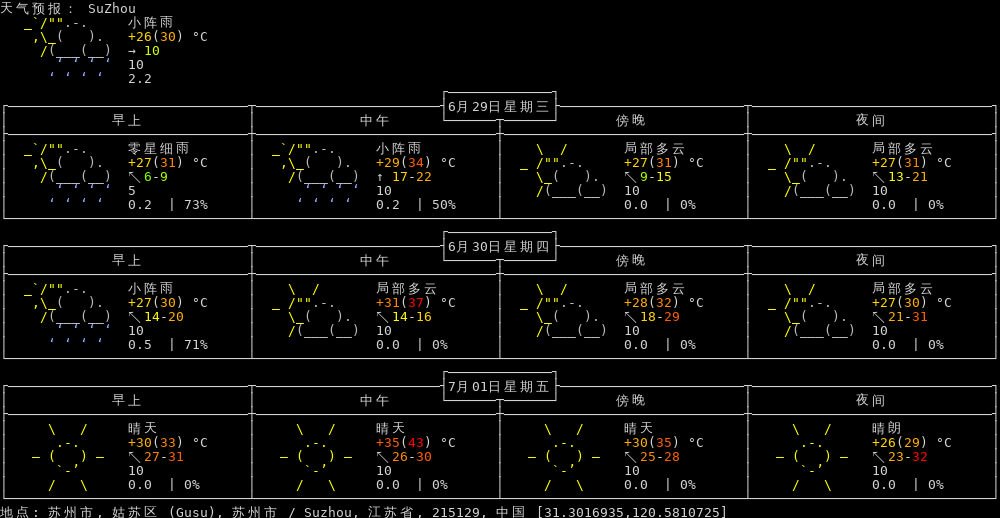 天气预报: SuZhou
小阵雨
+26(30) °C
→ 10
10
2.2
6月29日星期三
早上 中午 傍晚 夜间
零星细雨 小阵雨 局部多云 局部多云
+27(31) °C +29(34) °C +27(31) °C +27(31) °C
↖ 6-9 ↑ 17-22 ↖ 9-15 ↖ 13-21
5 10 10 10
0.2 | 73% 0.2 | 50% 0.0 | 0% 0.0 | 0%
6月30日星期四
早上 中午 傍晚 夜间
小阵雨 局部多云 局部多云 局部多云
+27(30) °C +31(37) °C +28(32) °C +27(30) °C
↖ 14-20 ↖ 14-16 ↖ 18-29 ↖ 21-31
10 10 10 10
0.5 | 71% 0.0 | 0% 0.0 | 0% 0.0 | 0%
7月01日星期五
早上 中午 傍晚 夜间
晴天 晴天 晴天 晴朗
+30(33) °C +35(43) °C +30(35) °C +26(29) °C
↖ 27-31 ↖ 26-30 ↖ 25-28 ↖ 23-32
10 10 10 10
0.0 | 0% 0.0 | 0% 0.0 | 0% 0.0 | 0%
地点: 苏州市, 姑苏区 (Gusu), 苏州市 / Suzhou, 江苏省, 215129, 中国 [31.3016935,120.5810725]